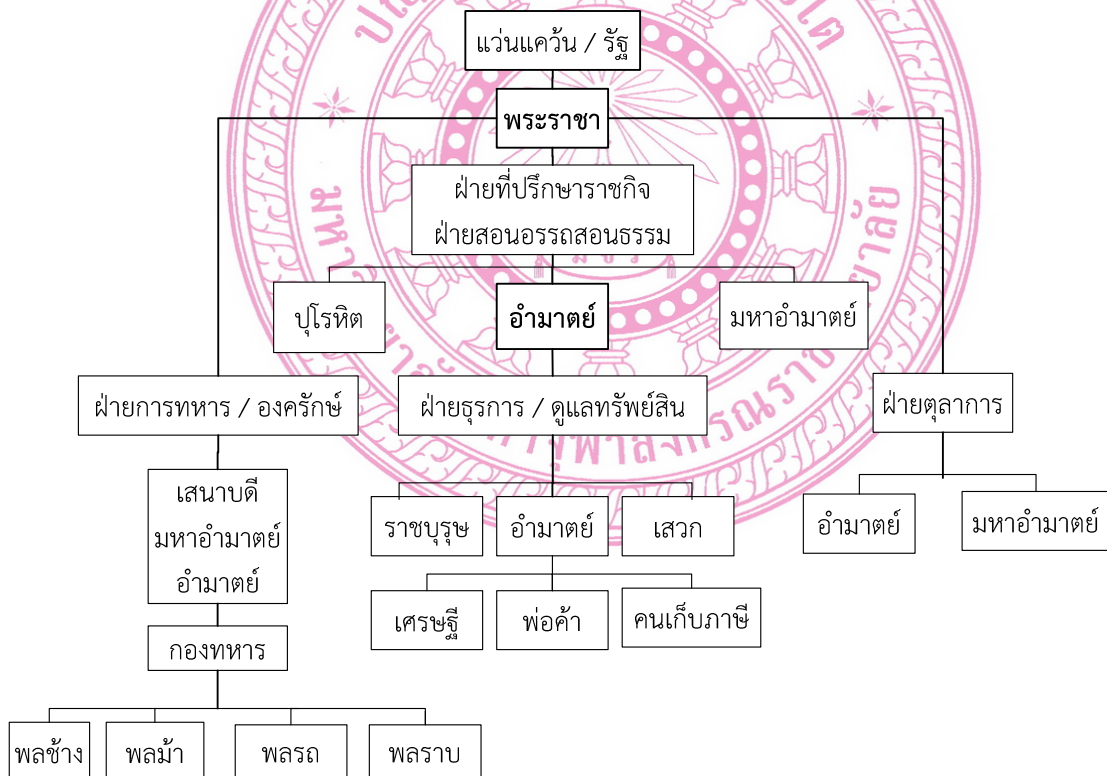 แว่นแคว้น / รัฐ
พระราชา
ฝ่ายที่ปรึกษาราชกิจ
ฝ่ายสอนอรรถสอนธรรม
ปุโรหิต
อำมาตย์
มหาอำมาตย์
ฝ่ายการทหาร / องครักษ์
ฝ่ายธุรการ / ดูแลทรัพย์สิน
ฝ่ายตุลาการ
เสนาบดี
มหาอำมาตย์
อำมาตย์
ราชบุรุษ
อำมาตย์
เสวก
อำมาตย์
มหาอำมาตย์
เศรษฐี
พ่อค้า
คนเก็บภาษี
กองทหาร
พลช้าง
พลม้า
พลรถ
พลราบ